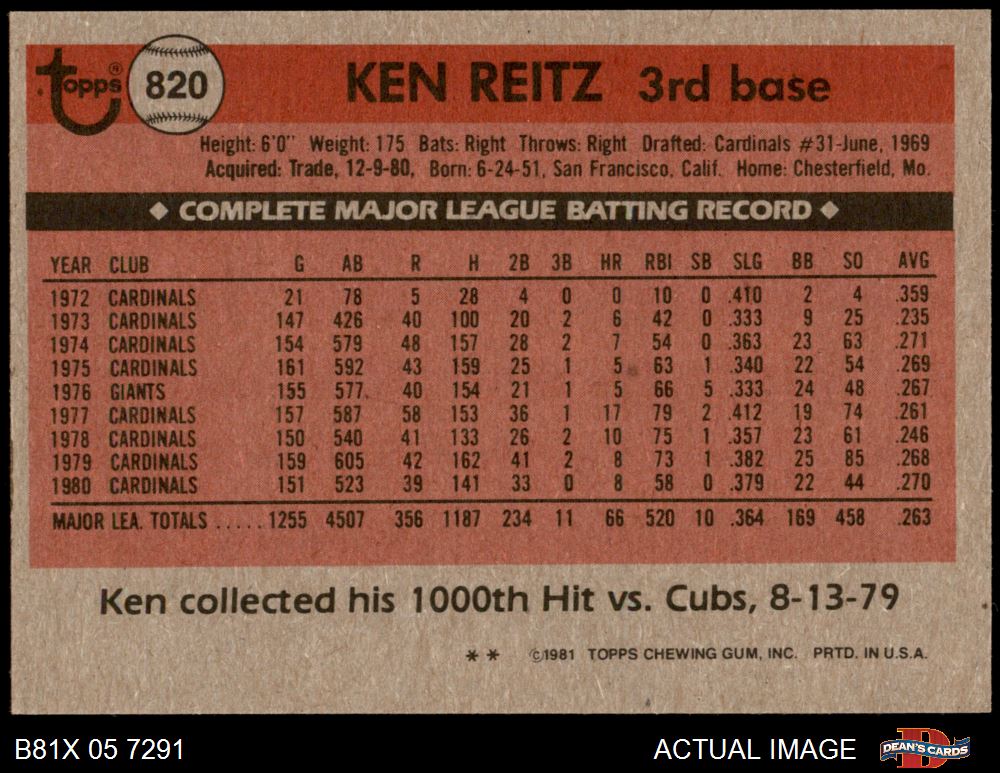 topps® 820 KEN REITZ 3rd base
Height: 6'0" Weight: 175 Bats: Right Throws: Right Drafted: Cardinals #31-June, 1969
Acquired: Trade, 12-9-80, Born: 6-24-51, San Francisco, Calif. Home: Chesterfield, Mo.
◆ COMPLETE MAJOR LEAGUE BATTING RECORD ◆
YEAR CLUB G AB R H 2B 3B HR RBI SB SLG BB SO AVG
1972 CARDINALS 21 78 5 28 4 0 0 10 0 .410 2 4 .359
1973 CARDINALS 147 426 40 100 20 2 6 42 0 .333 9 25 .235
1974 CARDINALS 154 579 48 157 28 2 7 54 0 .363 23 63 .271
1975 CARDINALS 161 592 43 159 25 1 5 63 1 .340 22 54 .269
1976 GIANTS 155 577 40 154 21 1 5 66 5 .333 24 48 .267
1977 CARDINALS 157 587 58 153 36 1 17 79 2 .412 19 74 .261
1978 CARDINALS 150 540 41 133 26 2 10 75 1 .357 23 61 .246
1979 CARDINALS 159 605 42 162 41 2 8 73 1 .382 25 85 .268
1980 CARDINALS 151 523 39 141 33 0 8 58 0 .379 22 44 .270
MAJOR LEA. TOTALS ..... 1255 4507 356 1187 234 11 66 520 10 .364 169 458 .263
Ken collected his 1000th Hit vs. Cubs, 8-13-79
** ©1981 TOPPS CHEWING GUM, INC. PRTD. IN U.S.A.
B81X 05 7291 ACTUAL IMAGE DEAN'S CARDS